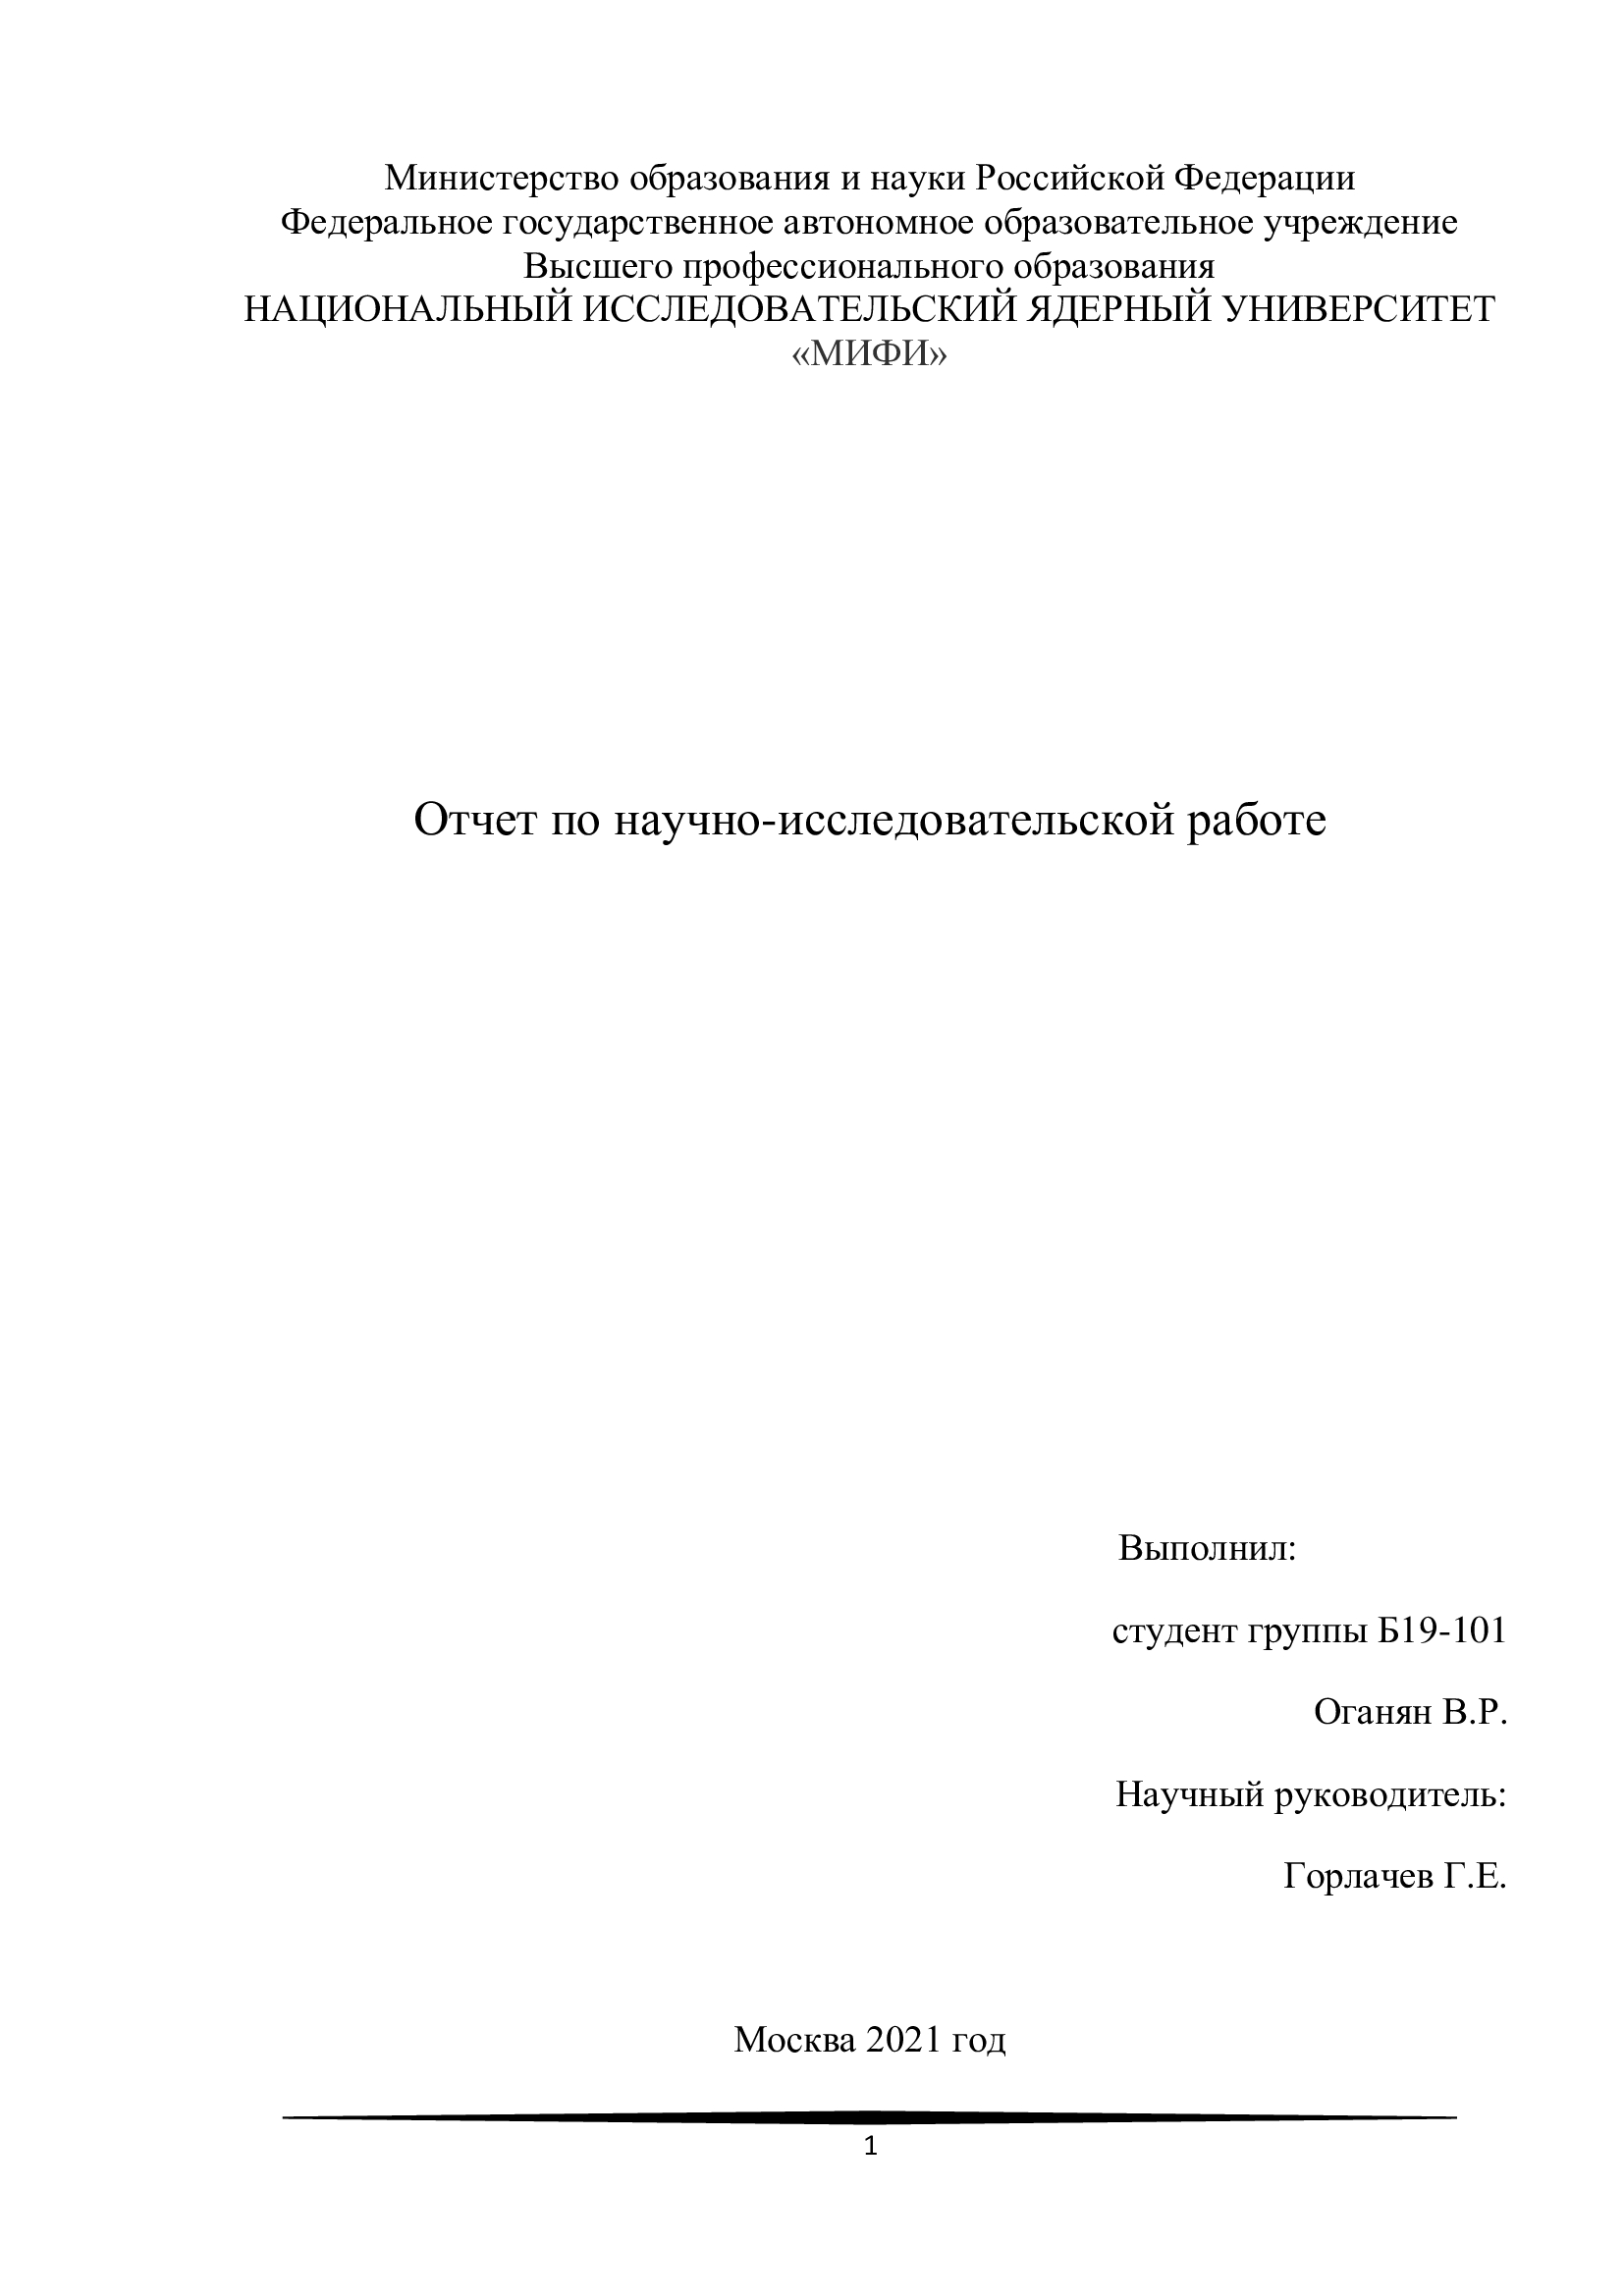 Министерство образования и науки Российской Федерации
Федеральное государственное автономное образовательное учреждение
Высшего профессионального образования
НАЦИОНАЛЬНЫЙ ИССЛЕДОВАТЕЛЬСКИЙ ЯДЕРНЫЙ УНИВЕРСИТЕТ
«МИФИ»
Отчет по научно-исследовательской работе
Выполнил:
студент группы Б19-101
Оганян В.Р.
Научный руководитель:
Горлачев Г.Е.
Москва 2021 год
1